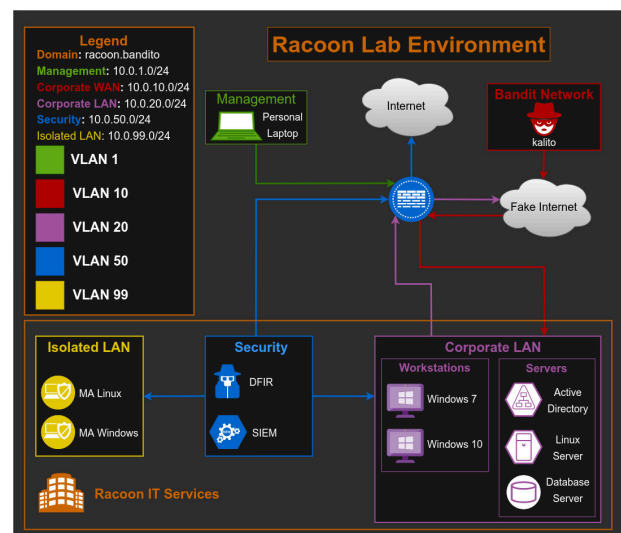 Racoon Lab Environment
Legend
Domain: racoon.bandito
Management: 10.0.1.0/24
Corporate WAN: 10.0.10.0/24
Corporate LAN: 10.0.20.0/24
Security: 10.0.50.0/24
Isolated LAN: 10.0.99.0/24
VLAN 1
VLAN 10
VLAN 20
VLAN 50
VLAN 99
Management
Personal
Laptop
Internet
Bandit Network
kalito
Fake Internet
Isolated LAN
MA Linux
MA Windows
Security
DFIR
SIEM
Corporate LAN
Workstations
Windows 7
Windows 10
Servers
Active
Directory
Linux
Server
Database
Server
Racoon IT Services